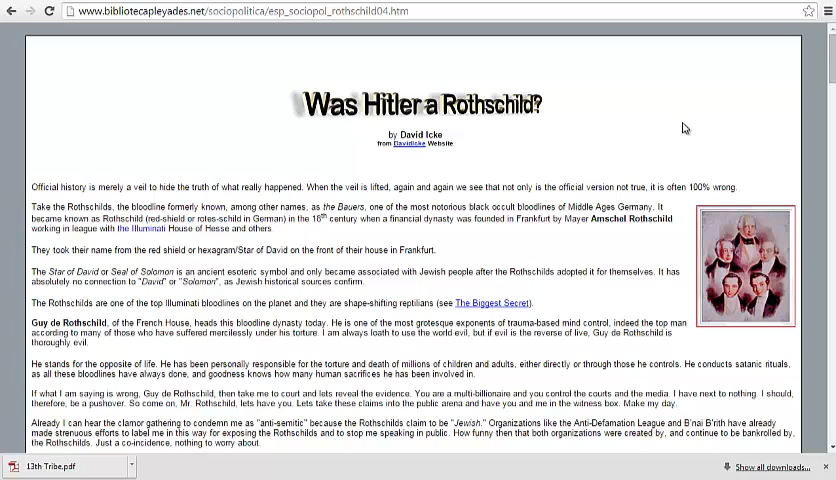 www.bibliotecapleyades.net/sociopolitica/esp_sociopol_rothschild04.htm
Was Hitler a Rothschild?
by David Icke
from DavidIcke Website
Official history is merely a veil to hide the truth of what really happened. When the veil is lifted, again and again we see that not only is the official version not true, it is often 100% wrong.
Take the Rothschilds, the bloodline formerly known, among other names, as the Bauers, one of the most notorious black occult bloodlines of Middle Ages Germany. It
became known as Rothschild (red-shield or rotes-schild in German) in the 18th century when a financial dynasty was founded in Frankfurt by Mayer Amschel Rothschild
working in league with the Illuminati House of Hesse and others.
They took their name from the red shield or hexagram/Star of David on the front of their house in Frankfurt.
The Star of David or Seal of Solomon is an ancient esoteric symbol and only became associated with Jewish people after the Rothschilds adopted it for themselves. It has
absolutely no connection to "David" or "Solomon", as Jewish historical sources confirm.
The Rothschilds are one of the top Illuminati bloodlines on the planet and they are shape-shifting reptilians (see The Biggest Secret).
Guy de Rothschild, of the French House, heads this bloodline dynasty today. He is one of the most grotesque exponents of trauma-based mind control, indeed the top man
according to many of those who have suffered mercilessly under his torture. I am always loath to use the world evil, but if evil is the reverse of live, Guy de Rothschild is
thoroughly evil.
He stands for the opposite of life. He has been personally responsible for the torture and death of millions of children and adults, either directly or through those he controls. He conducts satanic rituals,
as all these bloodlines have always done, and goodness knows how many human sacrifices he has been involved in.
If what I am saying is wrong, Guy de Rothschild, then take me to court and lets reveal the evidence. You are a multi-billionaire and you control the courts and the media. I have next to nothing. I should,
therefore, be a pushover. So come on, Mr. Rothschild, lets have you. Lets take these claims into the public arena and have you and me in the witness box. Make my day.
Already I can hear the clamor gathering to condemn me as "anti-semitic" because the Rothschilds claim to be "Jewish." Organizations like the Anti-Defamation League and B'nai B'rith have already
made strenuous efforts to label me in this way for exposing the Rothschilds and to stop me speaking in public. How funny then that both organizations were created by, and continue to be bankrolled by,
the Rothschilds. Just a co-incidence, nothing to worry about.
13th Tribe.pdf
Show all downloads...